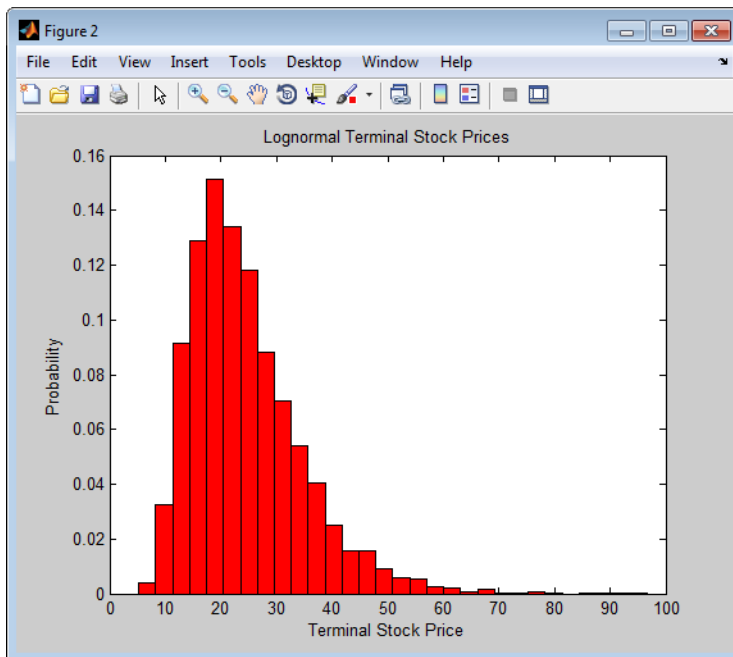 Figure 2
File Edit View Insert Tools Desktop Window Help
Lognormal Terminal Stock Prices
0.16
0.14
0.12
0.1
0.08
0.06
0.04
0.02
0
Probability
0 10 20 30 40 50 60 70 80 90 100
Terminal Stock Price